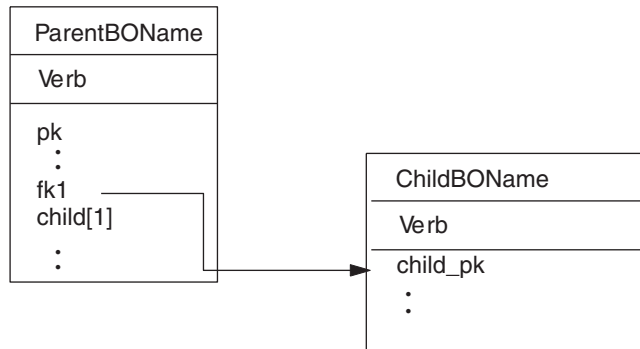 ParentBOName
Verb
pk
:
fk1
child[1]
:
ChildBOName
Verb
child_pk
: